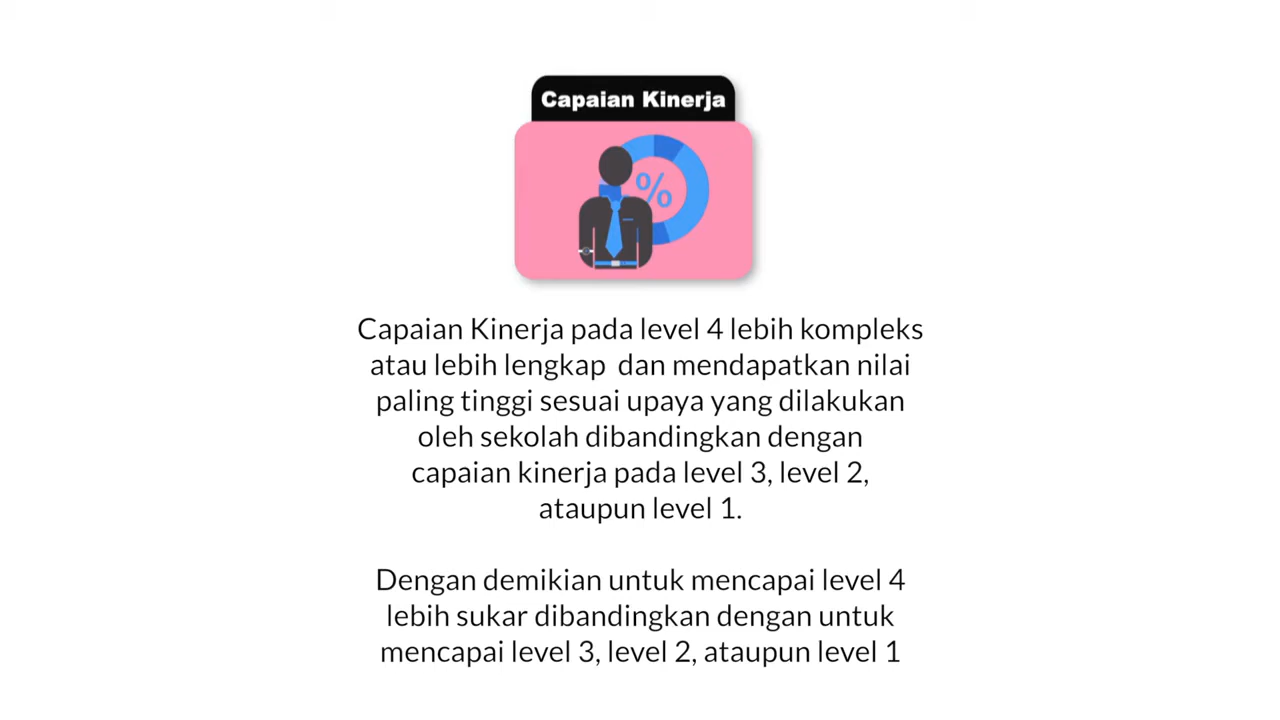 Capaian Kinerja
%
Capaian Kinerja pada level 4 lebih kompleks
atau lebih lengkap  dan mendapatkan nilai
paling tinggi sesuai upaya yang dilakukan
oleh sekolah dibandingkan dengan
capaian kinerja pada level 3, level 2,
ataupun level 1.
Dengan demikian untuk mencapai level 4
lebih sukar dibandingkan dengan untuk
mencapai level 3, level 2, ataupun level 1